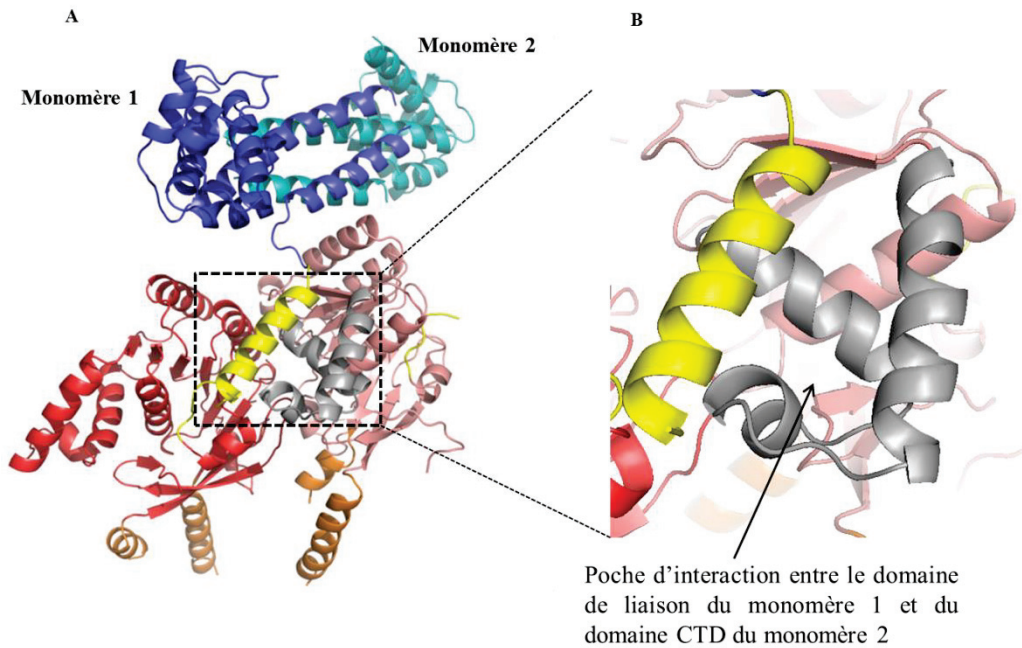 A
B
Monomère 2
Monomère 1
Poche d'interaction entre le domaine
de liaison du monomère 1 et du
domaine CTD du monomère 2